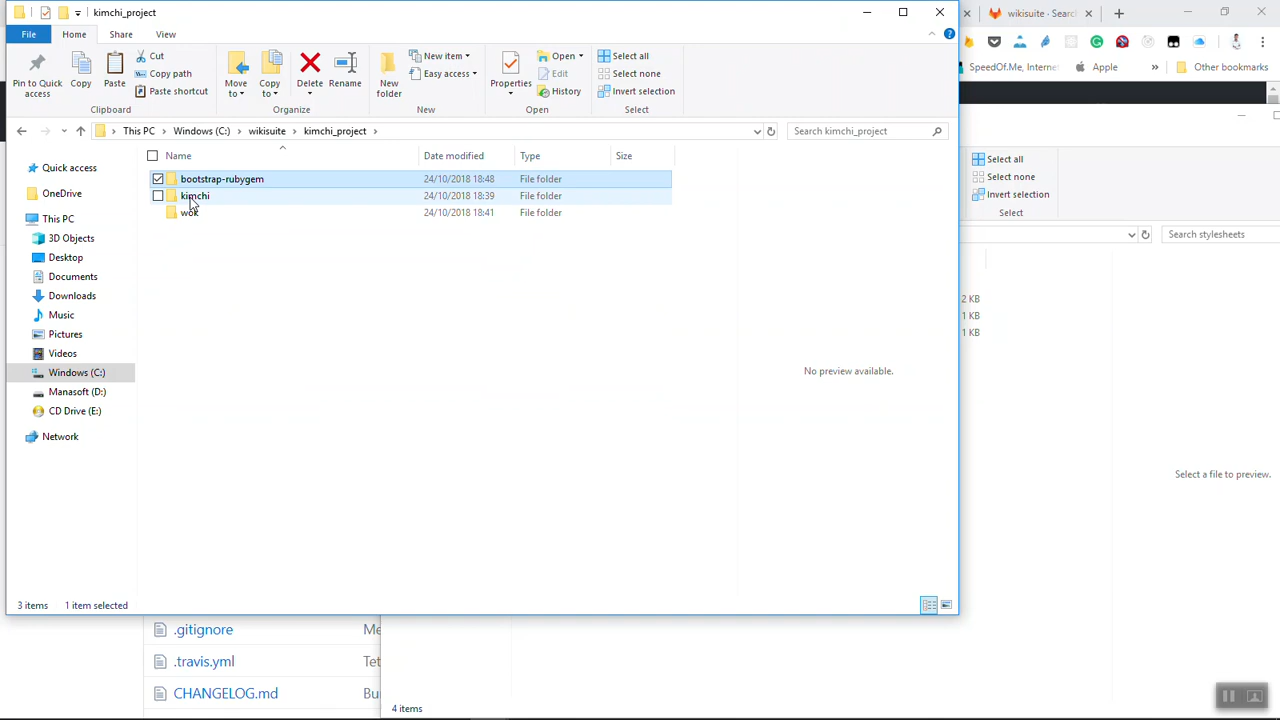 kimchi_project
wikisuite - Searc
File Home Share View
SpeedOf.Me, Internet
Apple
»
Other bookmarks
Pin to Quick access
Copy
Paste
Cut
Copy path
Paste shortcut
Clipboard
Move to
Copy to
Delete
Rename
Organize
New folder
New item
Easy access
New
Properties
Open
Edit
History
Open
Select all
Select none
Invert selection
Select
This PC > Windows (C:) > wikisuite > kimchi_project >
Search kimchi_project
Name Date modified Type Size
bootstrap-rubygem 24/10/2018 18:48 File folder
kimchi 24/10/2018 18:39 File folder
wok 24/10/2018 18:41 File folder
Quick access
OneDrive
This PC
3D Objects
Desktop
Documents
Downloads
Music
Pictures
Videos
Windows (C:)
Manasoft (D:)
CD Drive (E:)
Network
No preview available.
3 items 1 item selected
Select all
Select none
Invert selection
Select
Search stylesheets
2 KB
1 KB
1 KB
Select a file to preview.
.gitignore Me
.travis.yml Tet
CHANGELOG.md Bu
4 items